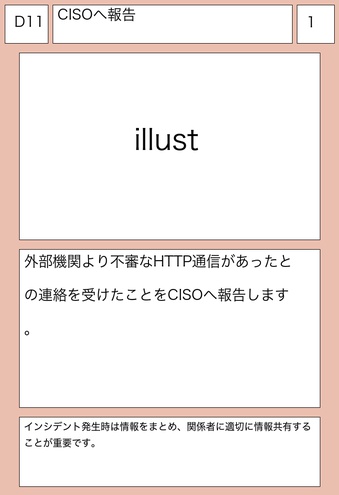 D11
CISOへ報告
1
illust
外部機関より不審なHTTP通信があったと
の連絡を受けたことをCISOへ報告します
。
インシデント発生時は情報をまとめ、関係者に適切に情報共有する
ことが重要です。